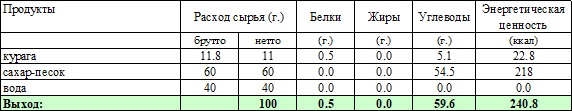 Продукты Расход сырья (г.) Белки Жиры Углеводы Энергетическая ценность
брутто нетто (г.) (г.) (г.) (ккал)
курага 11.8 11 0.5 0.0 5.1 22.8
сахар-песок 60 60 0.0 0.0 54.5 218
вода 40 40 0.0 0.0 0.0 0.0
Выход: 100 0.5 0.0 59.6 240.8